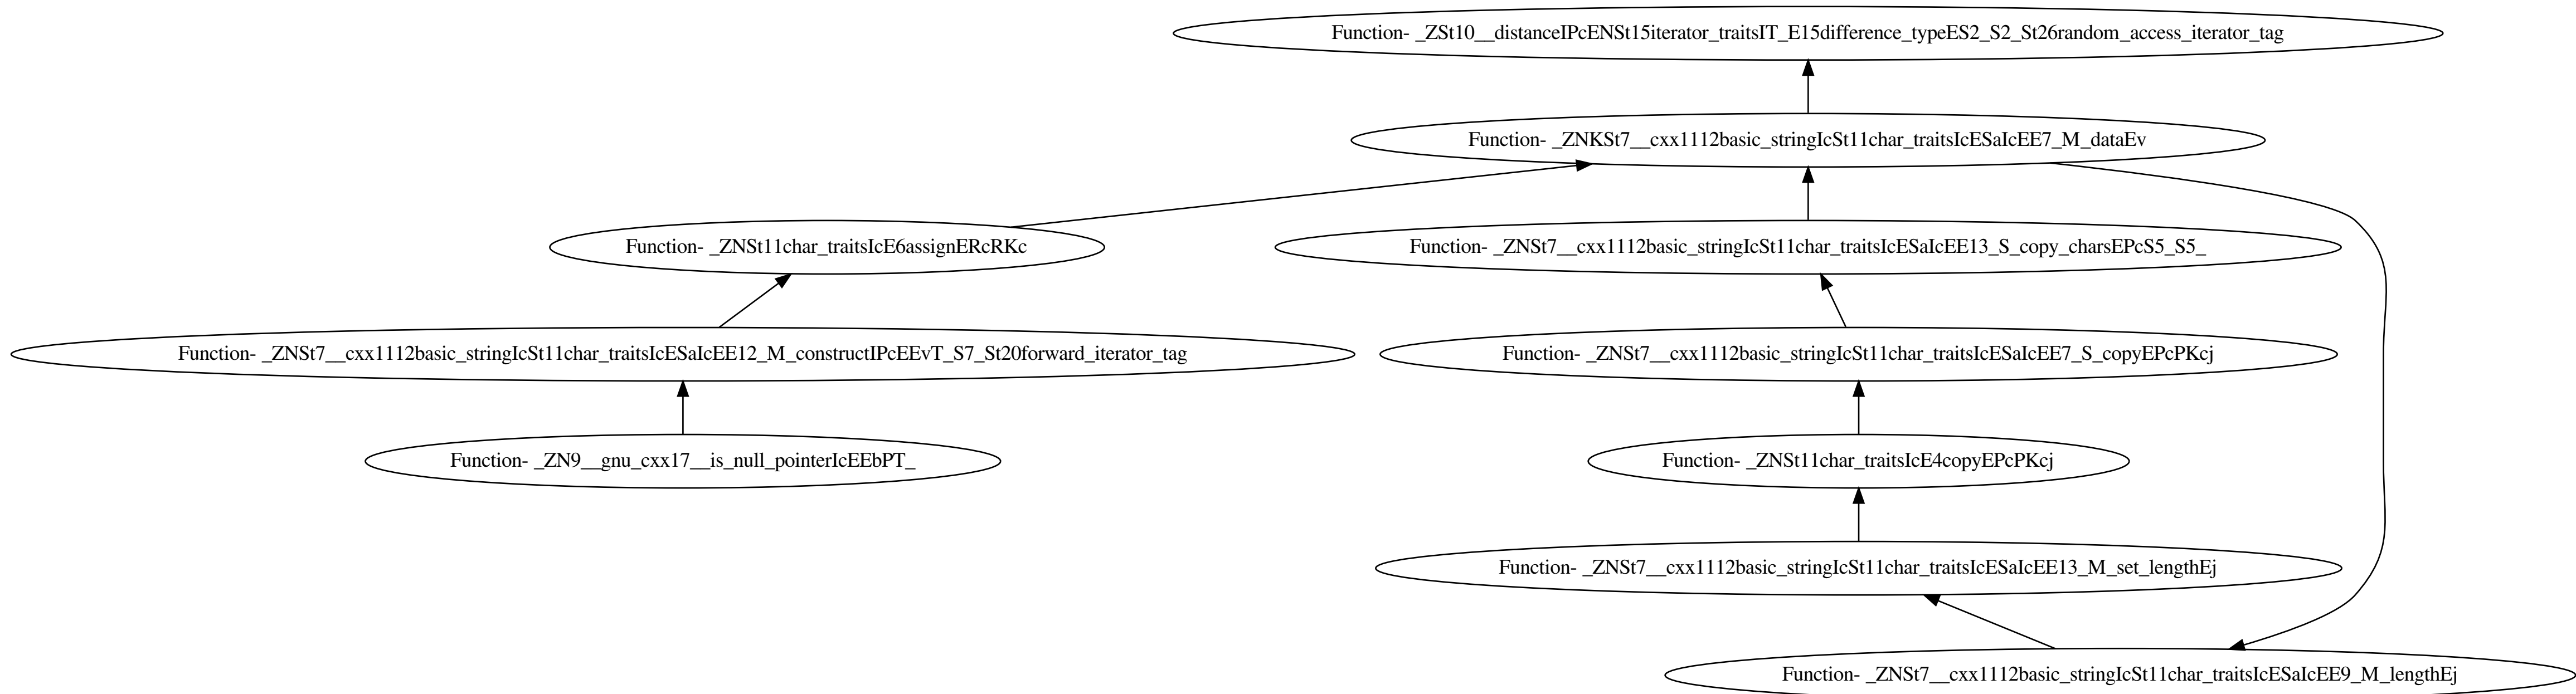 Function- _ZSt10__distanceIPcENSt15iterator_traitsIT_E15difference_typeES2_S2_St26random_access_iterator_tag
Function- _ZNKSt7__cxx1112basic_stringIcSt11char_traitsIcESaIcEE7_M_dataEv
Function- _ZNSt11char_traitsIcE6assignERcRKc
Function- _ZNSt7__cxx1112basic_stringIcSt11char_traitsIcESaIcEE13_S_copy_charsEPcS5_S5_
Function- _ZNSt7__cxx1112basic_stringIcSt11char_traitsIcESaIcEE12_M_constructIPcEEvT_S7_St20forward_iterator_tag
Function- _ZNSt7__cxx1112basic_stringIcSt11char_traitsIcESaIcEE7_S_copyEPcPKcj
Function- _ZN9__gnu_cxx17__is_null_pointerIcEEbPT_
Function- _ZNSt11char_traitsIcE4copyEPcPKcj
Function- _ZNSt7__cxx1112basic_stringIcSt11char_traitsIcESaIcEE13_M_set_lengthEj
Function- _ZNSt7__cxx1112basic_stringIcSt11char_traitsIcESaIcEE9_M_lengthEj